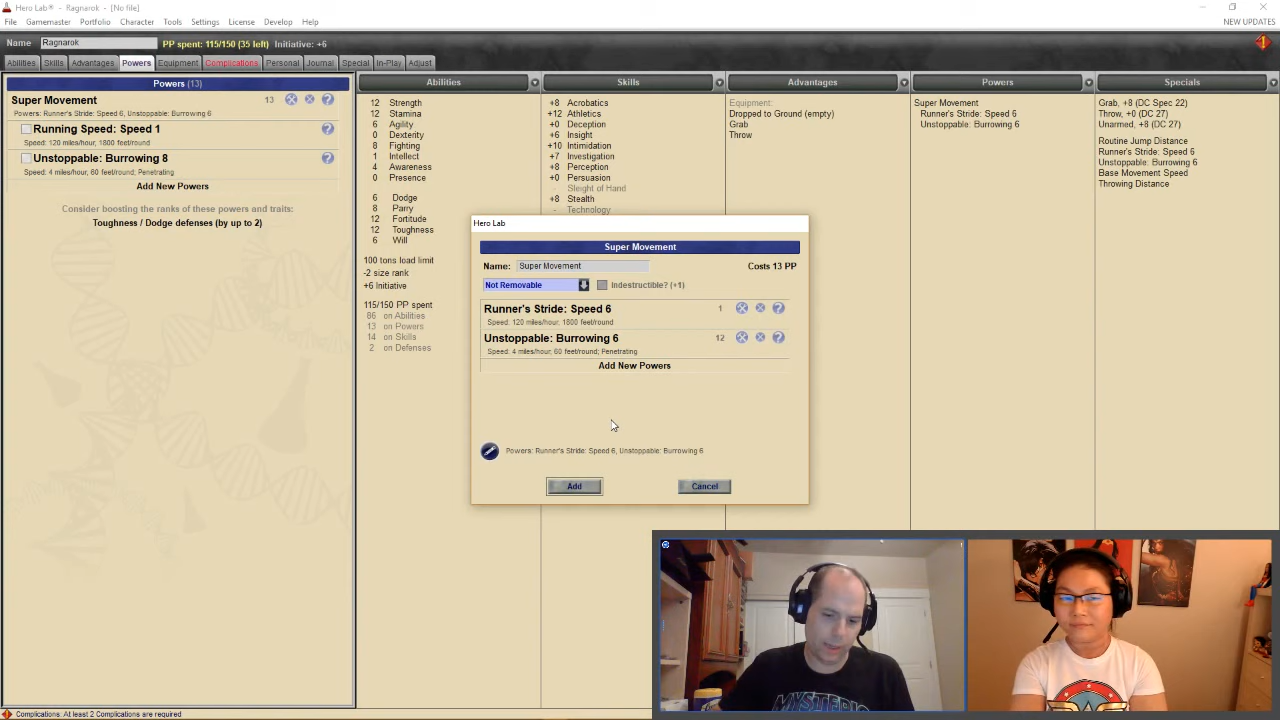 Hero Lab® - Ragnarok - [No file]
File Gamemaster Portfolio Character Tools Settings License Develop Help
NEW UPDATES
Name Ragnarok PP spent: 115/150 (35 left) Initiative: +6
Abilities Skills Advantages Powers Equipment Complications Personal Journal Special In-Play Adjust
Powers (13)
Super Movement 13
Powers: Runner's Stride: Speed 6, Unstoppable: Burrowing 6
Running Speed: Speed 1
Speed: 120 miles/hour, 1800 feet/round
Unstoppable: Burrowing 8
Speed: 4 miles/hour, 60 feet/round; Penetrating
Add New Powers
Consider boosting the ranks of these powers and traits:
Toughness / Dodge defenses (by up to 2)
Abilities
12 Strength
12 Stamina
6 Agility
0 Dexterity
8 Fighting
1 Intellect
4 Awareness
0 Presence
6 Dodge
8 Parry
12 Fortitude
12 Toughness
6 Will
100 tons load limit
-2 size rank
+6 Initiative
115/150 PP spent
86 on Abilities
13 on Powers
14 on Skills
2 on Defenses
Skills
+8 Acrobatics
+12 Athletics
+0 Deception
+6 Insight
+10 Intimidation
+7 Investigation
+8 Perception
+0 Persuasion
- Sleight of Hand
+8 Stealth
- Technology
Advantages
Equipment:
Dropped to Ground (empty)
Grab
Throw
Powers
Super Movement
Runner's Stride: Speed 6
Unstoppable: Burrowing 6
Specials
Grab, +8 (DC Spec 22)
Throw, +0 (DC 27)
Unarmed, +8 (DC 27)
Routine Jump Distance
Runner's Stride: Speed 6
Unstoppable: Burrowing 6
Base Movement Speed
Throwing Distance
Hero Lab
Super Movement
Name: Super Movement Costs 13 PP
Not Removable Indestructible? (+1)
Runner's Stride: Speed 6 1
Speed: 120 miles/hour, 1800 feet/round
Unstoppable: Burrowing 6 12
Speed: 4 miles/hour, 60 feet/round; Penetrating
Add New Powers
Powers: Runner's Stride: Speed 6, Unstoppable: Burrowing 6
Add Cancel
Complications: At least 2 Complications are required